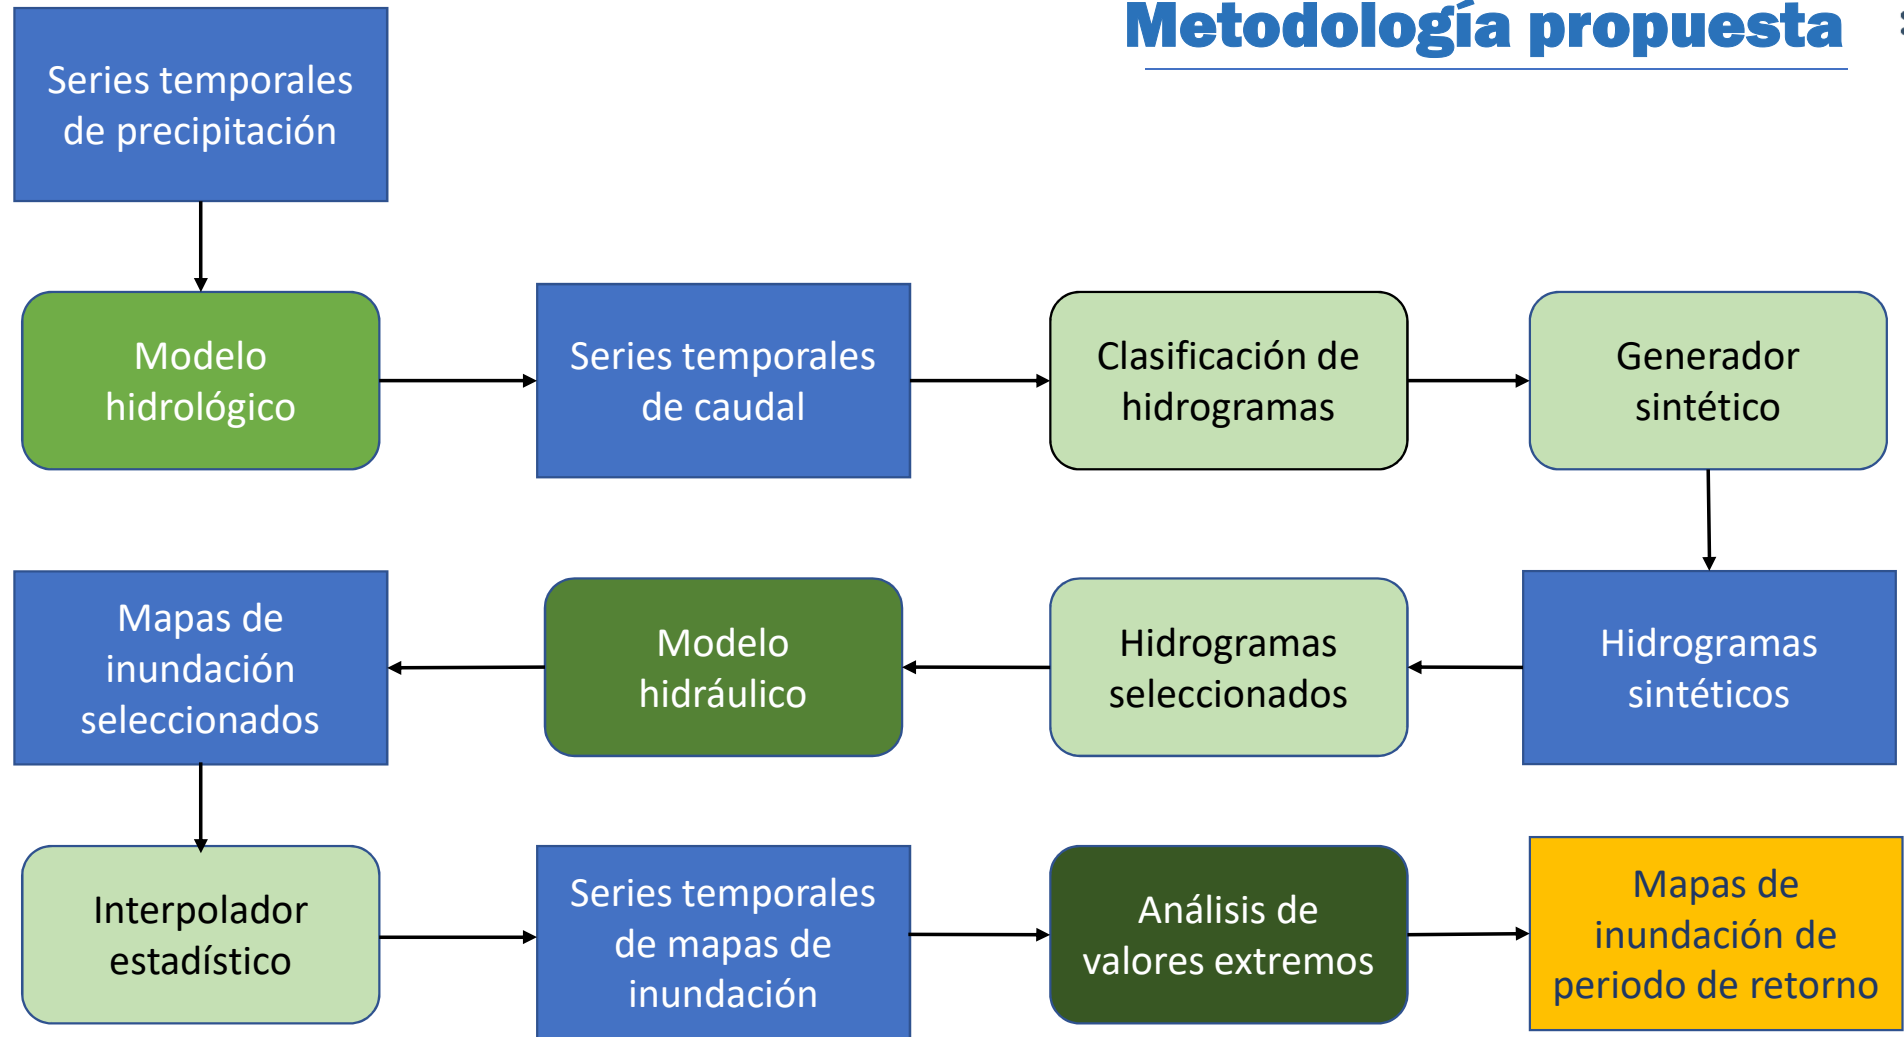 Metodología propuesta
Series temporales
de precipitación
Modelo
hidrológico
Series temporales
de caudal
Clasificación de
hidrogramas
Generador
sintético
Hidrogramas
sintéticos
Hidrogramas
seleccionados
Modelo
hidráulico
Mapas de
inundación
seleccionados
Interpolador
estadístico
Series temporales
de mapas de
inundación
Análisis de
valores extremos
Mapas de
inundación de
periodo de retorno